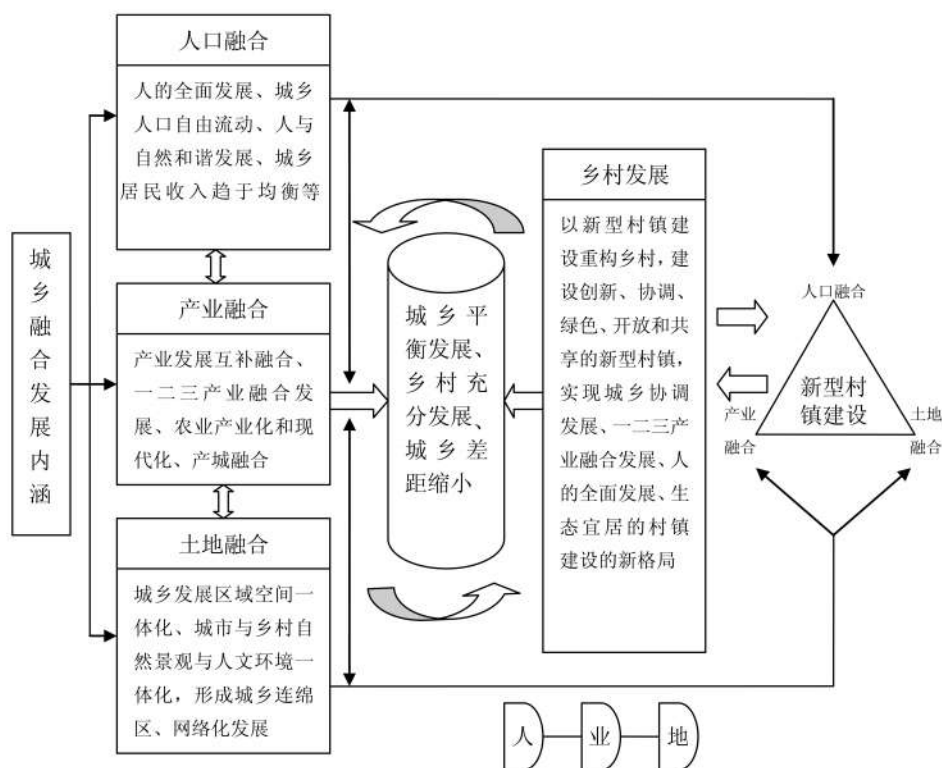 城
乡
融
合
发
展
内
涵
人口融合
人的全面发展、城乡
人口自由流动、人与
自然和谐发展、城乡
居民收入趋于均衡等
产业融合
产业发展互补融合、
一二三产业融合发
展、农业产业化和现
代化、产城融合
土地融合
城乡发展区域空间一
体化、城市与乡村自
然景观与人文环境一
体化，形成城乡连绵
区、网络化发展
城乡平
衡发展、
乡村充
分发展、
城乡差
距缩小
乡村发展
以新型村镇建
设重构乡村，建
设创新、协调、
绿色、开放和共
享的新型村镇，
实现城乡协调
发展、一二三产
业融合发展、人
的全面发展、生
态宜居的村镇
建设的新格局
人口融合
新型村
镇建设
产业
融合
土地
融合
人
业
地